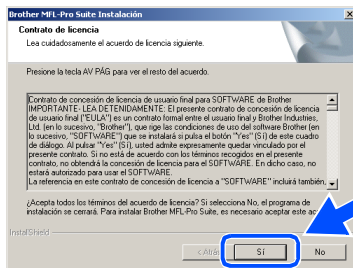 Brother MFL-Pro Suite Instalación
Contrato de licencia
Lea cuidadosamente el acuerdo de licencia siguiente.
Presione la tecla AV PÁG para ver el resto del acuerdo.
Contrato de concesión de licencia de usuario final para SOFTWARE de Brother
IMPORTANTE- LEA DETENIDAMENTE: El presente contrato de concesión de licencia
de usuario final ("EULA") es un contrato formal entre el usuario final y Brother Industries,
Ltd. (en lo sucesivo, "Brother"), que rige las condiciones de uso del software Brother (en
lo sucesivo, "SOFTWARE") que se instalará si pulsa el botón "Yes" (Sí) de este cuadro
de diálogo. Al pulsar "Yes" (Sí), usted admite expresamente quedar vinculado por el
presente contrato. Si no está de acuerdo con los términos recogidos en el presente
contrato, no obtendrá la concesión de licencia para el SOFTWARE. En dicho caso, no
estará autorizado para usar el SOFTWARE.
La referencia en este contrato de concesión de licencia a "SOFTWARE" incluirá también,
¿Acepta todos los términos del acuerdo de licencia? Si selecciona No, el programa de
instalación se cerrará. Para instalar Brother MFL-Pro Suite, es necesario aceptar este
InstallShield
< Atrás Sí No